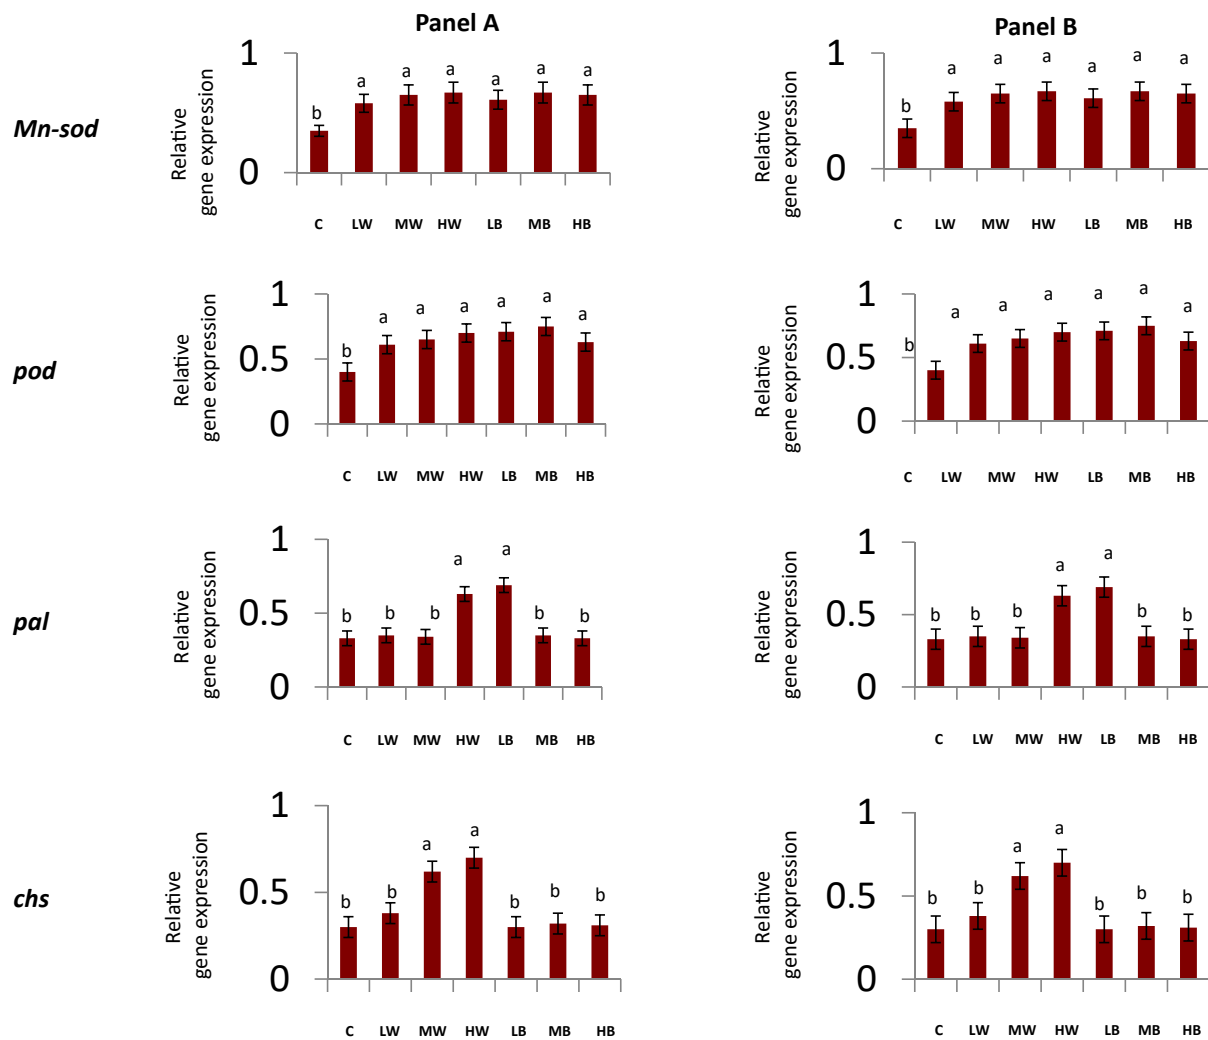 Panel A
Panel B
Mn-sod
Relative
gene expression
1
0
b a a a a a a
C LW MW HW LB MB HB
Relative
gene expression
1
0
b a a a a a a
C LW MW HW LB MB HB
pod
Relative
gene expression
1
0.5
0
b a a a a a a
C LW MW HW LB MB HB
Relative
gene expression
1
0.5
0
b a a a a a a
C LW MW HW LB MB HB
pal
Relative
gene expression
1
0.5
0
b b b a a b b
C LW MW HW LB MB HB
Relative
gene expression
1
0.5
0
b b b a a b b
C LW MW HW LB MB HB
chs
Relative
gene expression
1
0.5
0
b b a a b b b
C LW MW HW LB MB HB
Relative
gene expression
1
0.5
0
b b a a b b b
C LW MW HW LB MB HB